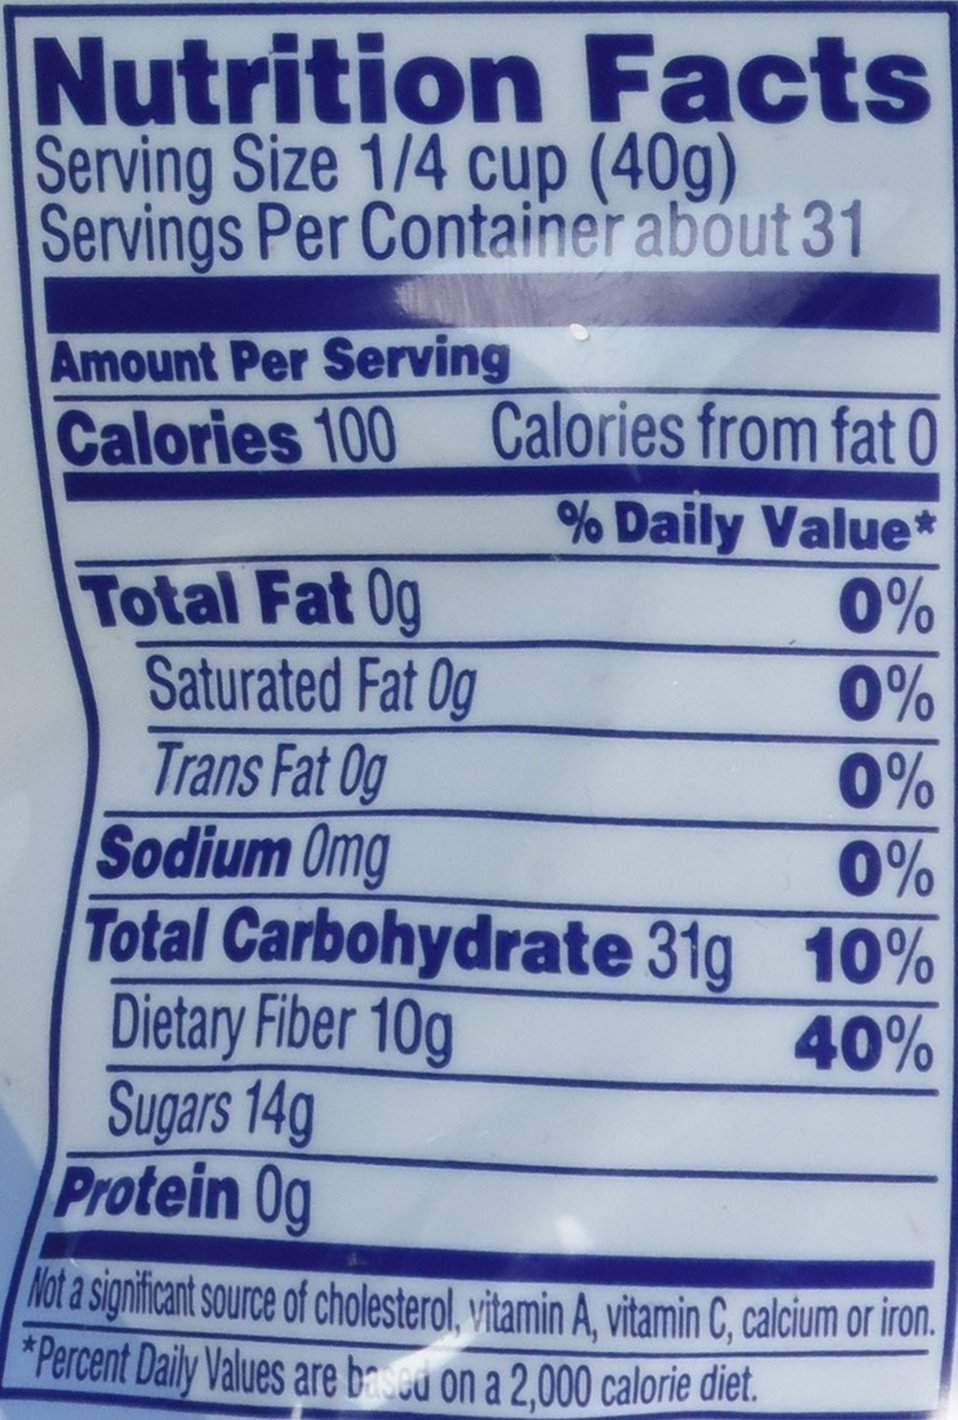 Nutrition Facts
Serving Size 1/4 cup (40g)
Servings Per Container about 31
Amount Per Serving
Calories 100 Calories from fat 0
% Daily Value*
Total Fat 0g 0%
Saturated Fat 0g 0%
Trans Fat 0g 0%
Sodium 0mg 0%
Total Carbohydrate 31g 10%
Dietary Fiber 10g 40%
Sugars 14g
Protein 0g
Not a significant source of cholesterol, vitamin A, vitamin C, calcium or iron.
*Percent Daily Values are based on a 2,000 calorie diet.